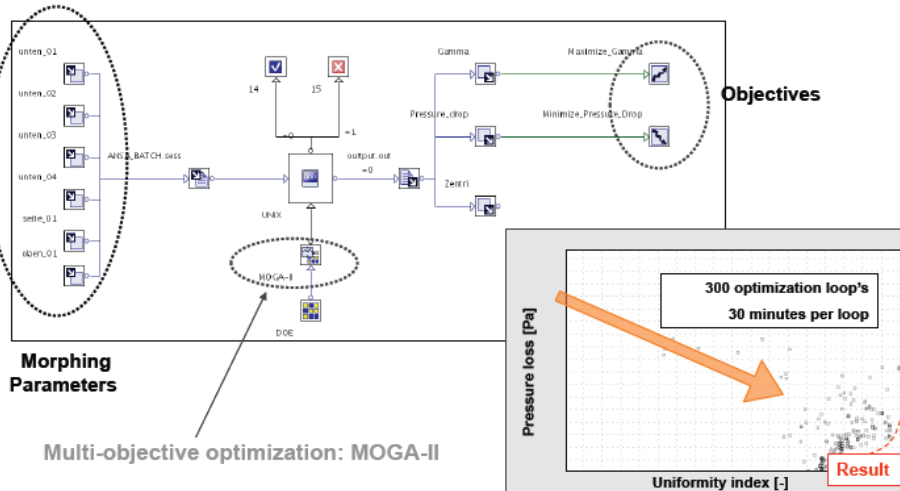 unten_01
unten_02
unten_03
unten_04
seite_01
oben_01
ANSA_BATCH.sess
14
15
=0
=1
UNIX
output.out
=0
MOGA-II
DOE
Gamma
Pressure_drop
Zentri
Maximize_Gamma
Minimize_Pressure_Drop
Objectives
Morphing
Parameters
Multi-objective optimization: MOGA-II
300 optimization loop's
30 minutes per loop
Pressure loss [Pa]
Uniformity index [-]
Result